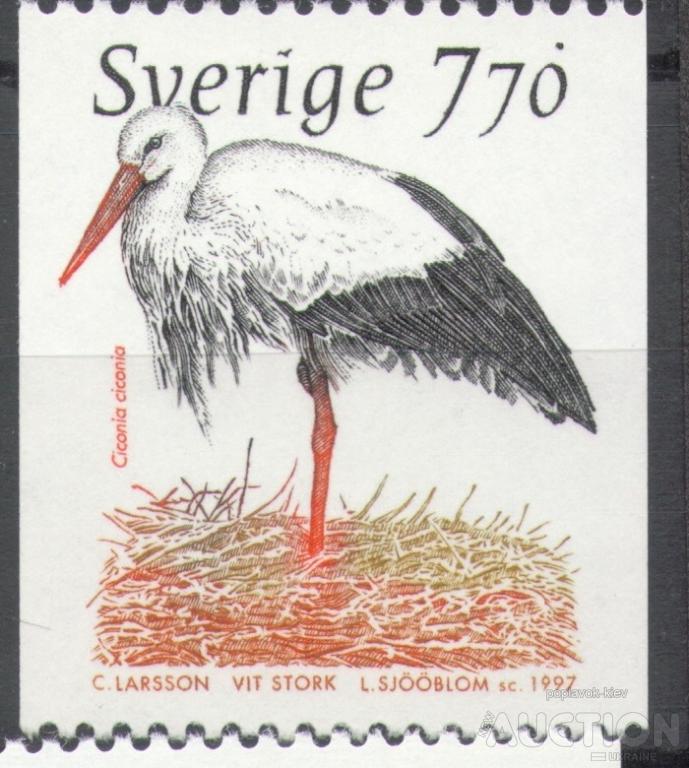 Sverige 770
Ciconia ciconia
C. LARSSON VIT STORK L. SJÖÖBLOM sc. 1997
poplavok-kiev
AUCTION
UKRAINE